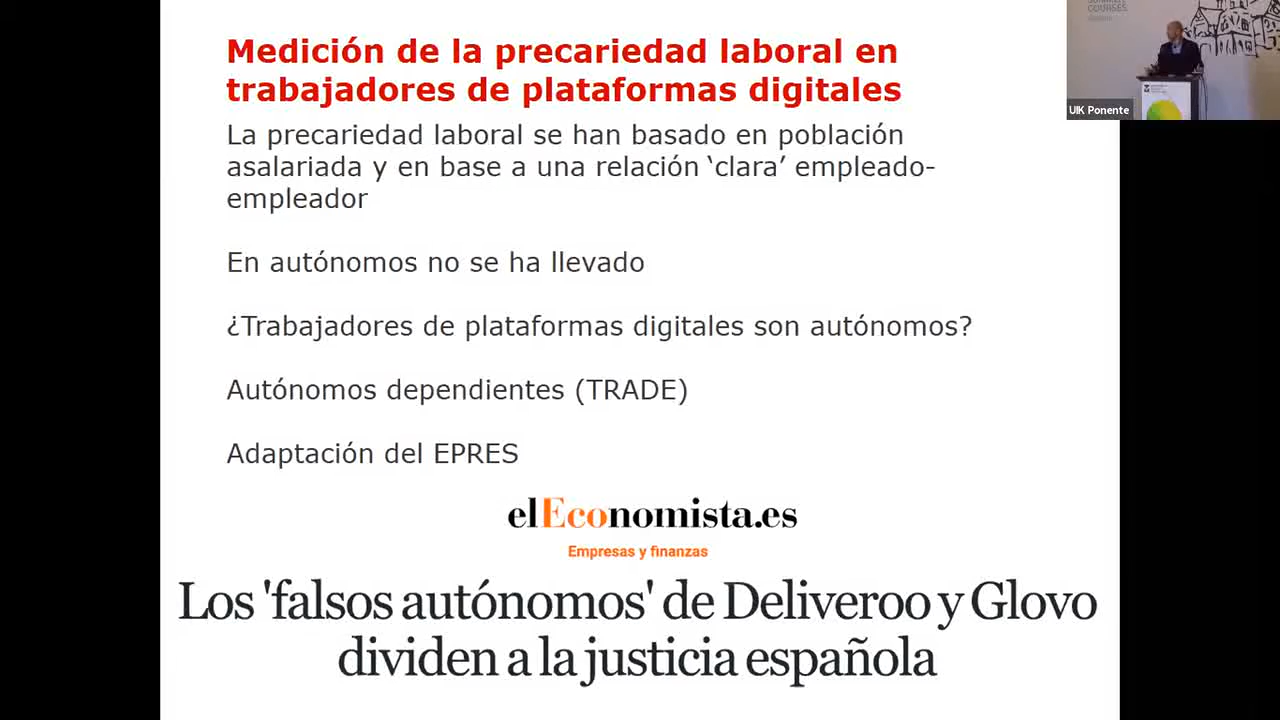 Medición de la precariedad laboral en
trabajadores de plataformas digitales
La precariedad laboral se han basado en población
asalariada y en base a una relación ‘clara’ empleado-
empleador
En autónomos no se ha llevado
¿Trabajadores de plataformas digitales son autónomos?
Autónomos dependientes (TRADE)
Adaptación del EPRES
elEconomista.es
Empresas y finanzas
Los 'falsos autónomos' de Deliveroo y Glovo
dividen a la justicia española
COURSES
UIK Ponente